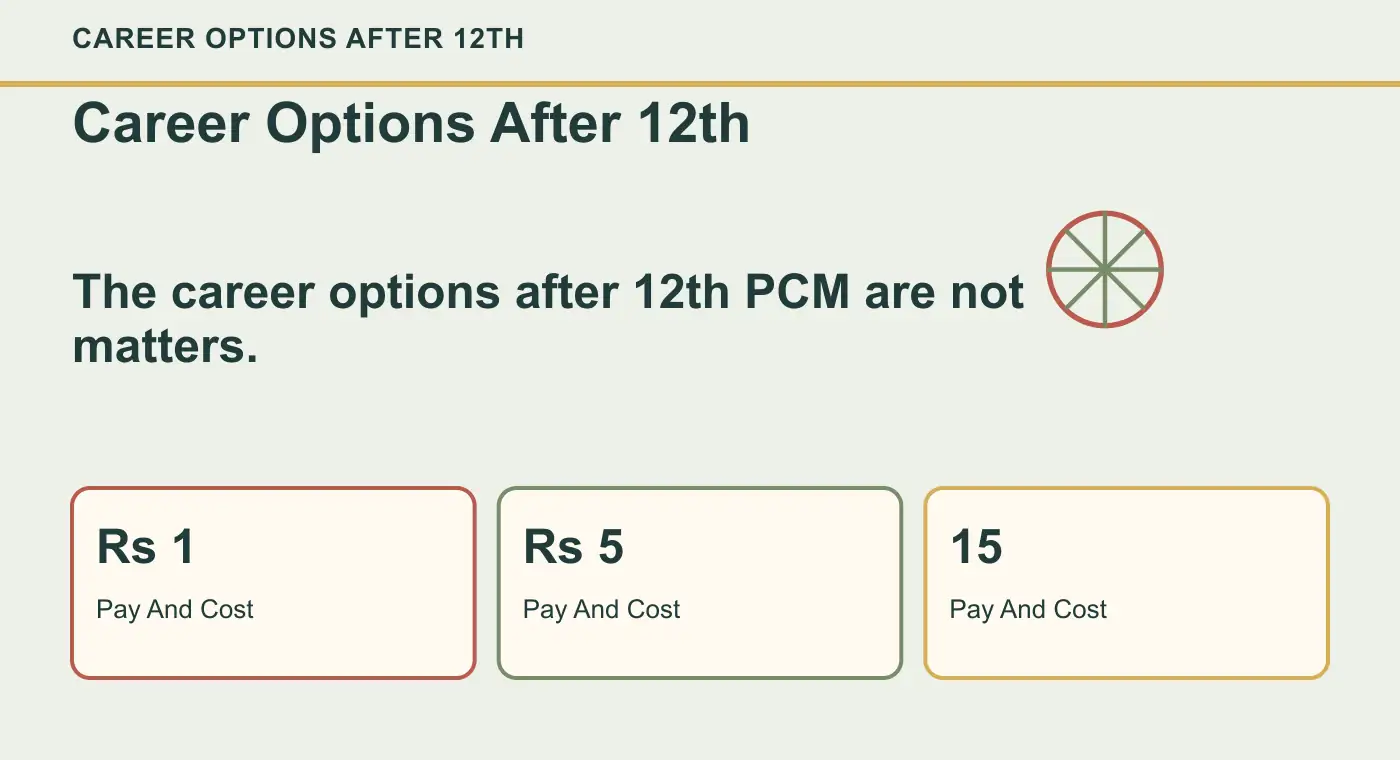 CAREER OPTIONS AFTER 12TH
Career Options After 12th
The career options after 12th PCM are not
matters.
Rs 1
Pay And Cost
Rs 5
Pay And Cost
15
Pay And Cost